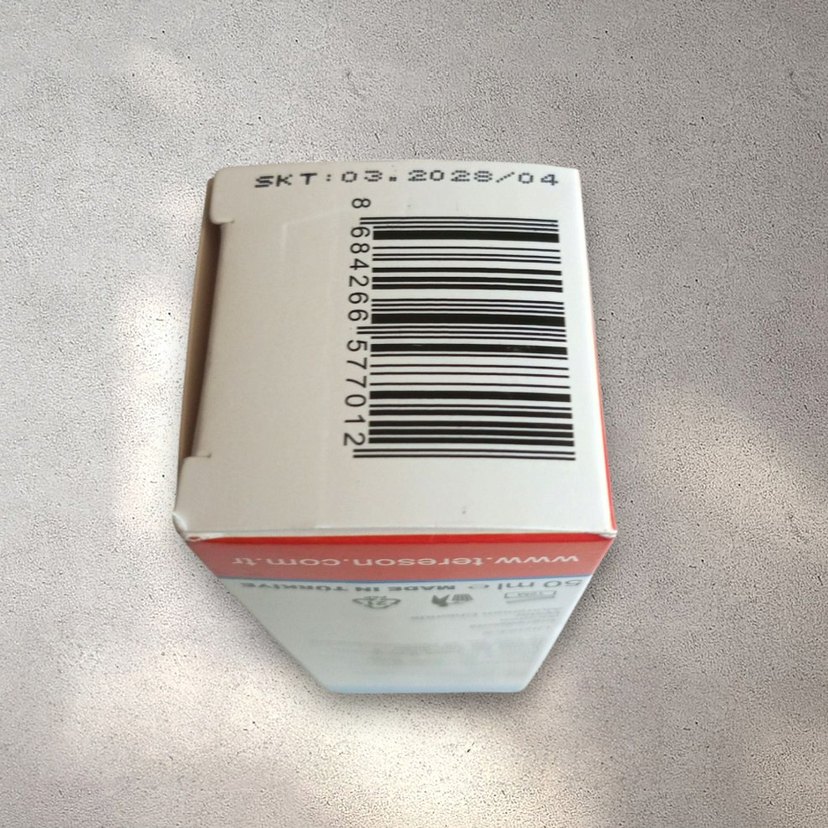 SKT:03.2028/04
8 684266 577012
www.tereson.com.tr
50 ml e MADE IN TÜRKİYE